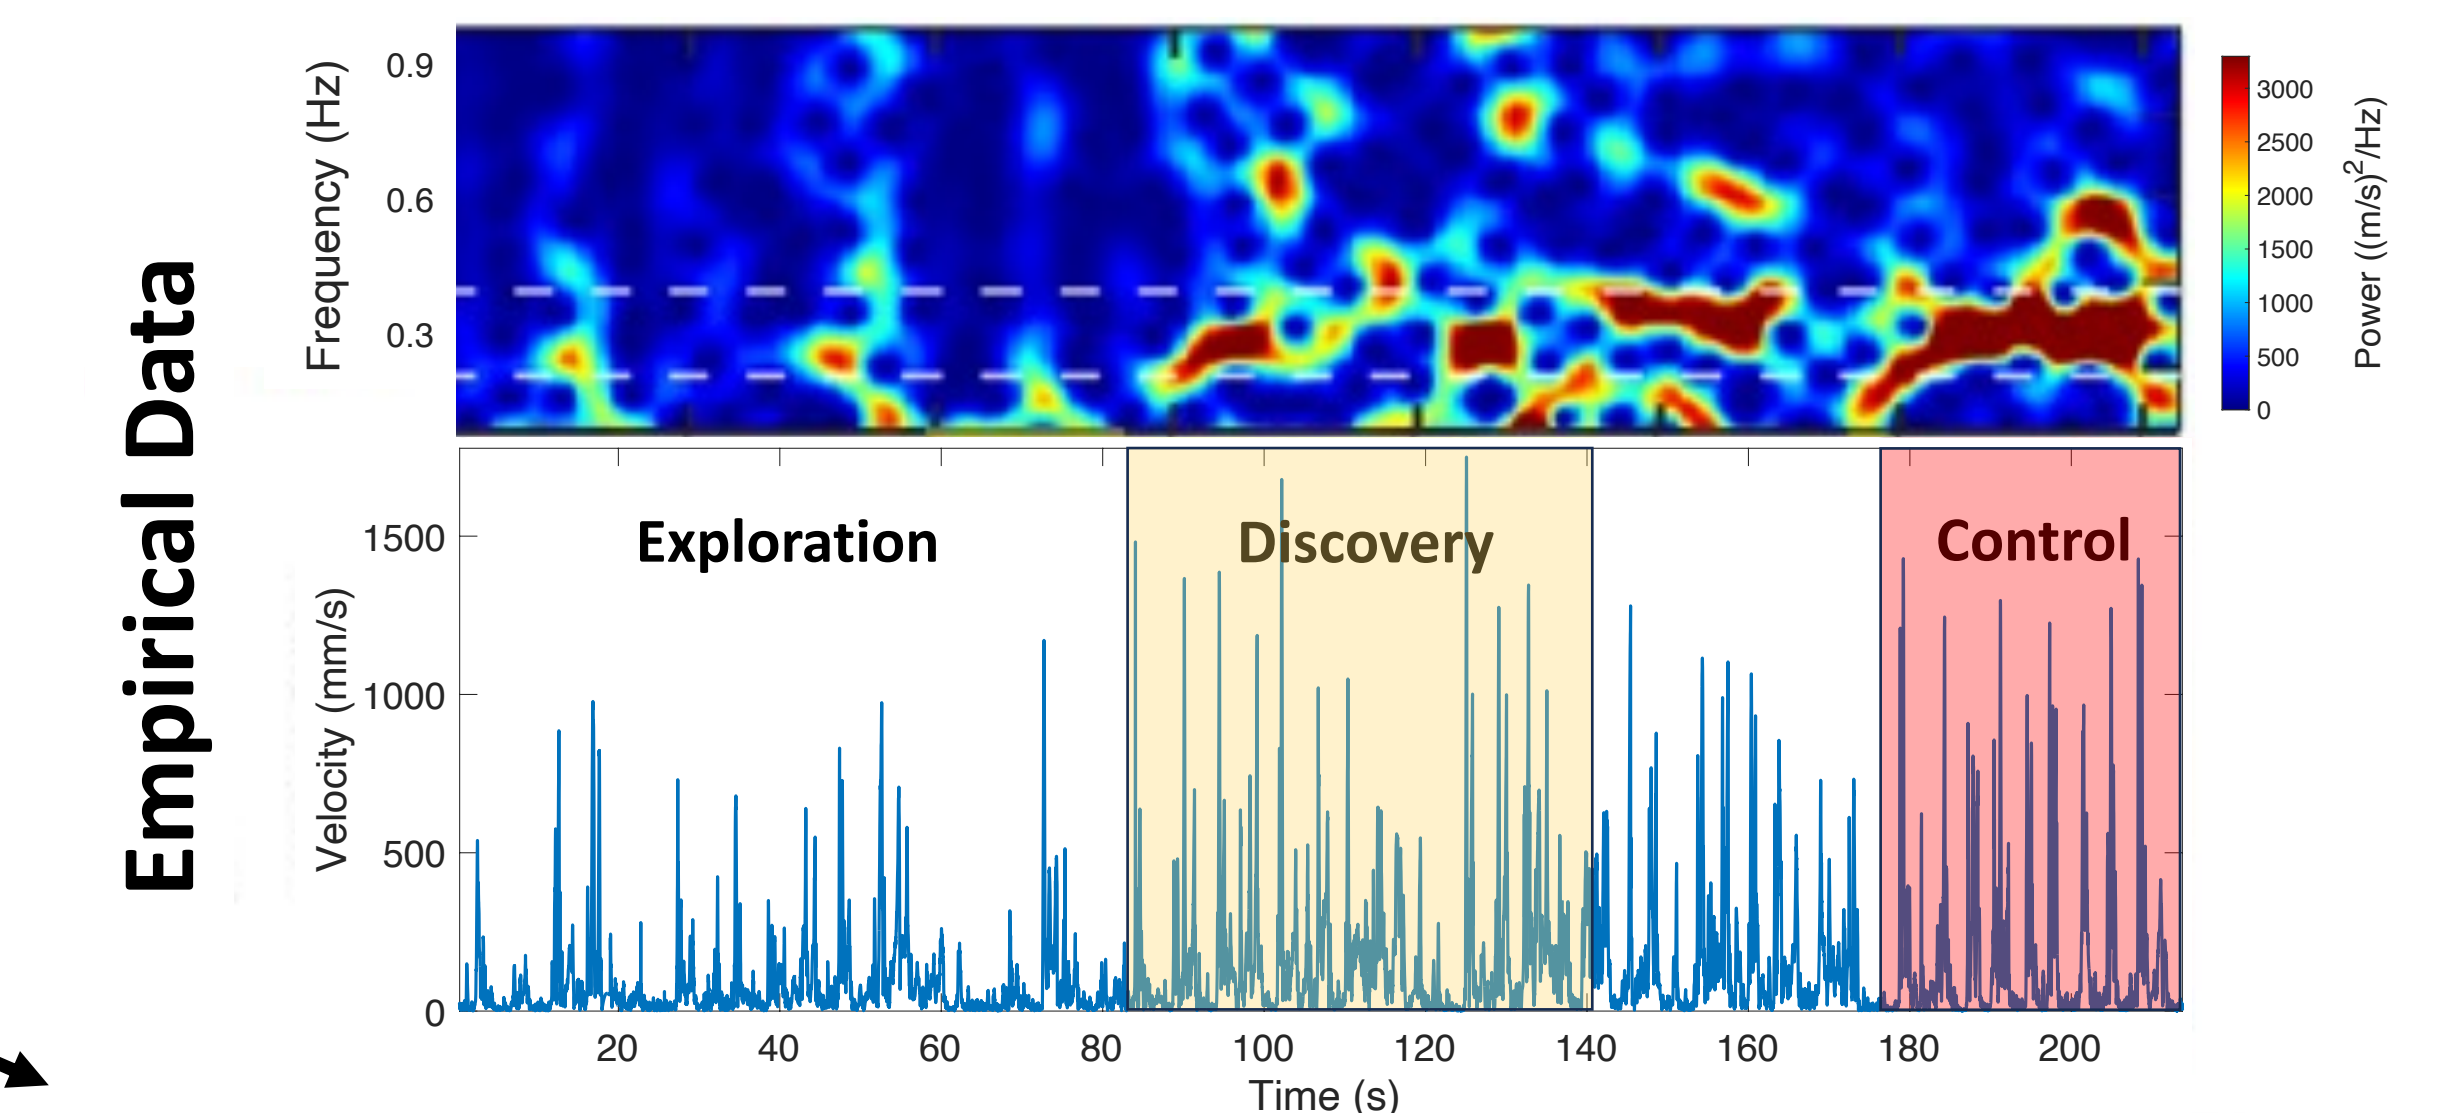 Empirical Data
Frequency (Hz)
0.9
0.6
0.3
3000
2500
2000
1500
1000
500
0
Power ((m/s)²/Hz)
Exploration
Discovery
Control
Velocity (mm/s)
1500
1000
500
0
20 40 60 80 100 120 140 160 180 200
Time (s)